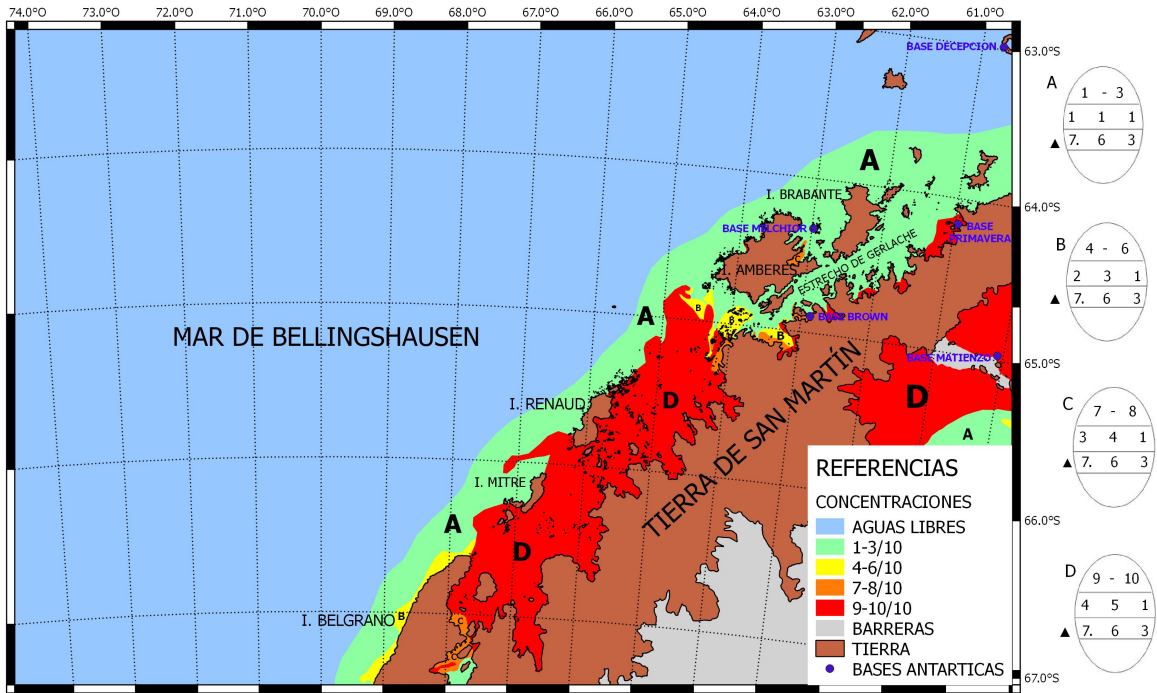 74.0°W 72.0°W 71.0°W 70.0°W 69.0°W 68.0°W 67.0°W 66.0°W 65.0°W 64.0°W 63.0°W 62.0°W 61.0°W
BASE DECEPCION
63.0°S
A
1 - 3
1 1 1
7. 6 3
A
I. BRABANTE
BASE MELCHIOR
64.0°S
BASE
PRIMAVERA
ESTRECHO DE GERLACHE
I. AMBERES
B
4 - 6
2 3 1
7. 6 3
A
B
B
B
BASE BROWN
MAR DE BELLINGSHAUSEN
BASE MATIENZO
65.0°S
D
D
I. RENAUD
TIERRA DE SAN MARTÍN
A
C
7 - 8
3 4 1
7. 6 3
I. MITRE
A
D
66.0°S
I. BELGRANO
B
C
67.0°S
D
9 - 10
4 5 1
7. 6 3
REFERENCIAS
CONCENTRACIONES
AGUAS LIBRES
1-3/10
4-6/10
7-8/10
9-10/10
BARRERAS
TIERRA
BASES ANTARTICAS